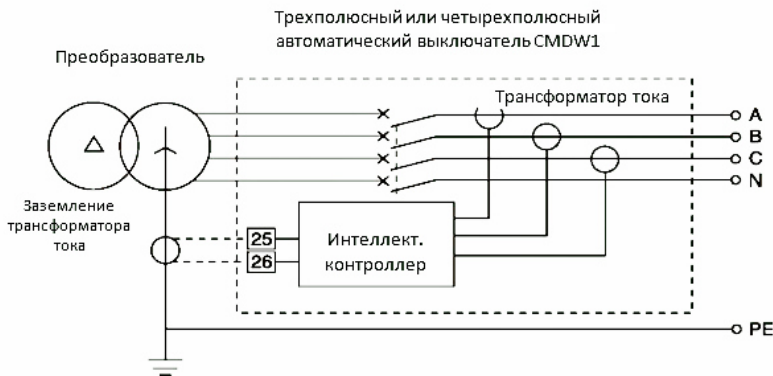 Трехполюсный или четырехполюсный
автоматический выключатель CMDW1
Преобразователь
Трансформатор тока
A
B
C
N
Заземление
трансформатора
тока
25
26
Интеллект.
контроллер
PE